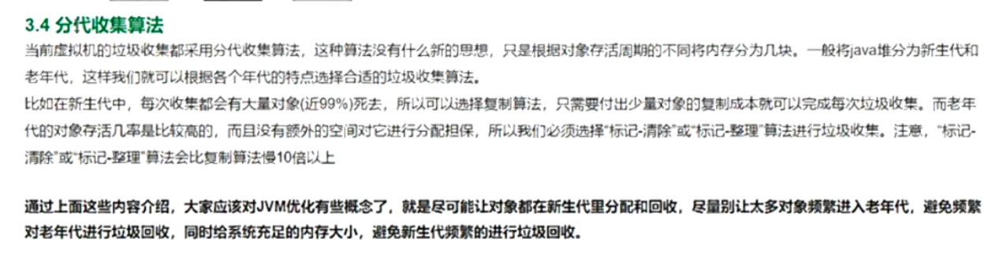 3.4 分代收集算法
当前虚拟机的垃圾收集都采用分代收集算法，这种算法没有什么新的思想，只是根据对象存活周期的不同将内存分为几块。一般将java堆分为新生代和
老年代，这样我们就可以根据各个年代的特点选择合适的垃圾收集算法。
比如在新生代中，每次收集都会有大量对象(近99%)死去，所以可以选择复制算法，只需要付出少量对象的复制成本就可以完成每次垃圾收集。而老年
代的对象存活几率是比较高的，而且没有额外的空间对它进行分配担保，所以我们必须选择“标记-清除”或“标记-整理”算法进行垃圾收集。注意，“标记-
清除”或“标记-整理”算法会比复制算法慢10倍以上
通过上面这些内容介绍，大家应该对JVM优化有些概念了，就是尽可能让对象都在新生代里分配和回收，尽量别让太多对象频繁进入老年代，避免频繁
对老年代进行垃圾回收，同时给系统充足的内存大小，避免新生代频繁的进行垃圾回收。